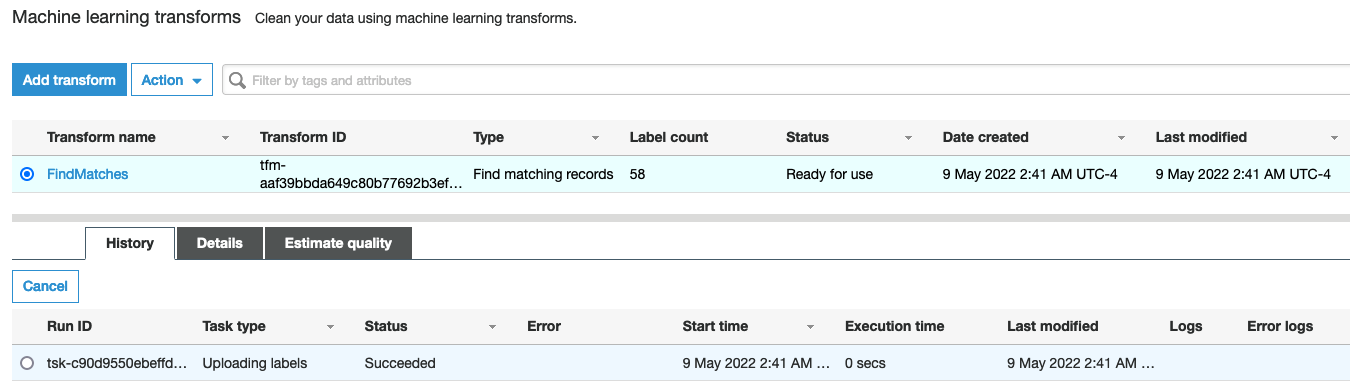 Machine learning transforms Clean your data using machine learning transforms.
Add transform Action Filter by tags and attributes
Transform name Transform ID Type Label count Status Date created Last modified
tfm-
FindMatches aaf39bbda649c80b77692b3ef... Find matching records 58 Ready for use 9 May 2022 2:41 AM UTC-4 9 May 2022 2:41 AM UTC-4
History Details Estimate quality
Cancel
Run ID Task type Status Error Start time Execution time Last modified Logs Error logs
tsk-c90d9550ebeffd... Uploading labels Succeeded 9 May 2022 2:41 AM ... 0 secs 9 May 2022 2:41 AM ...